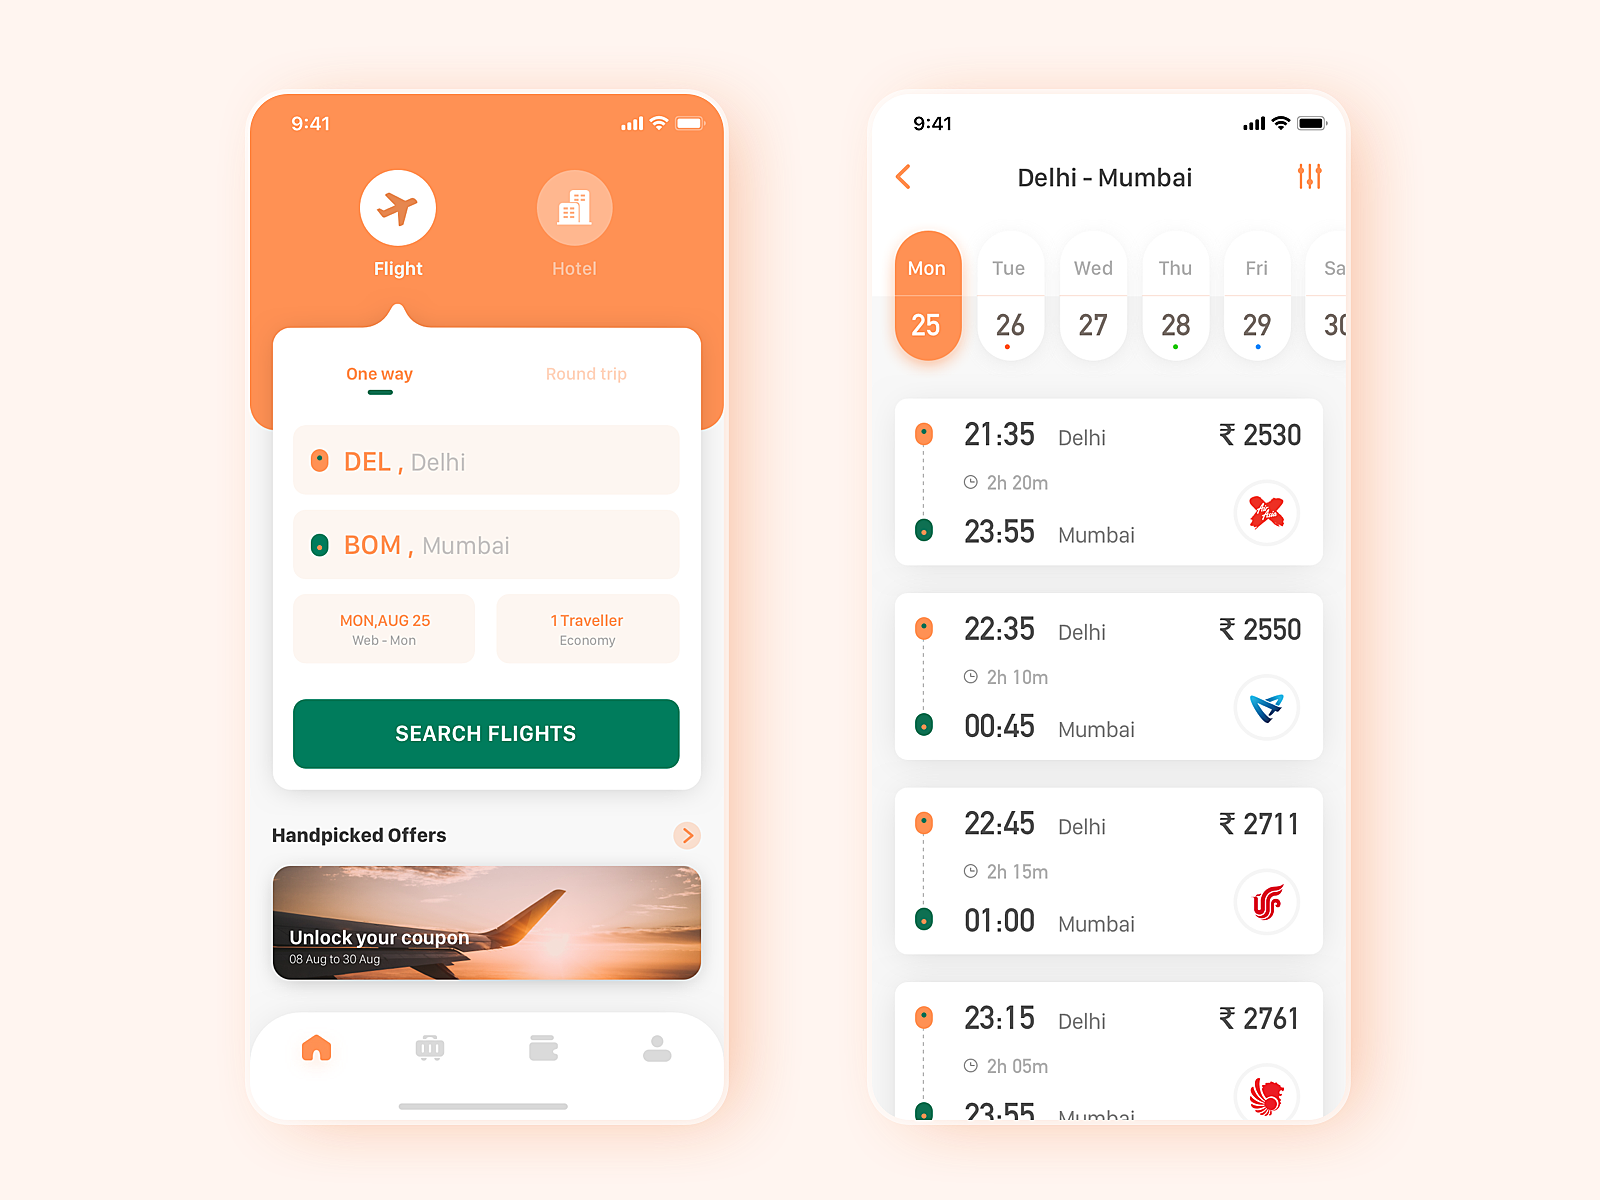 9:41
Flight
Hotel
One way
Round trip
DEL , Delhi
BOM , Mumbai
MON,AUG 25
Web - Mon
1 Traveller
Economy
SEARCH FLIGHTS
Handpicked Offers
Unlock your coupon
08 Aug to 30 Aug
9:41
Delhi - Mumbai
Mon Tue Wed Thu Fri Sa
25 26 27 28 29 30
21:35 Delhi ₹ 2530
2h 20m
Air Asia
23:55 Mumbai
22:35 Delhi ₹ 2550
2h 10m
00:45 Mumbai
22:45 Delhi ₹ 2711
2h 15m
01:00 Mumbai
23:15 Delhi ₹ 2761
2h 05m
23:55 Mumbai